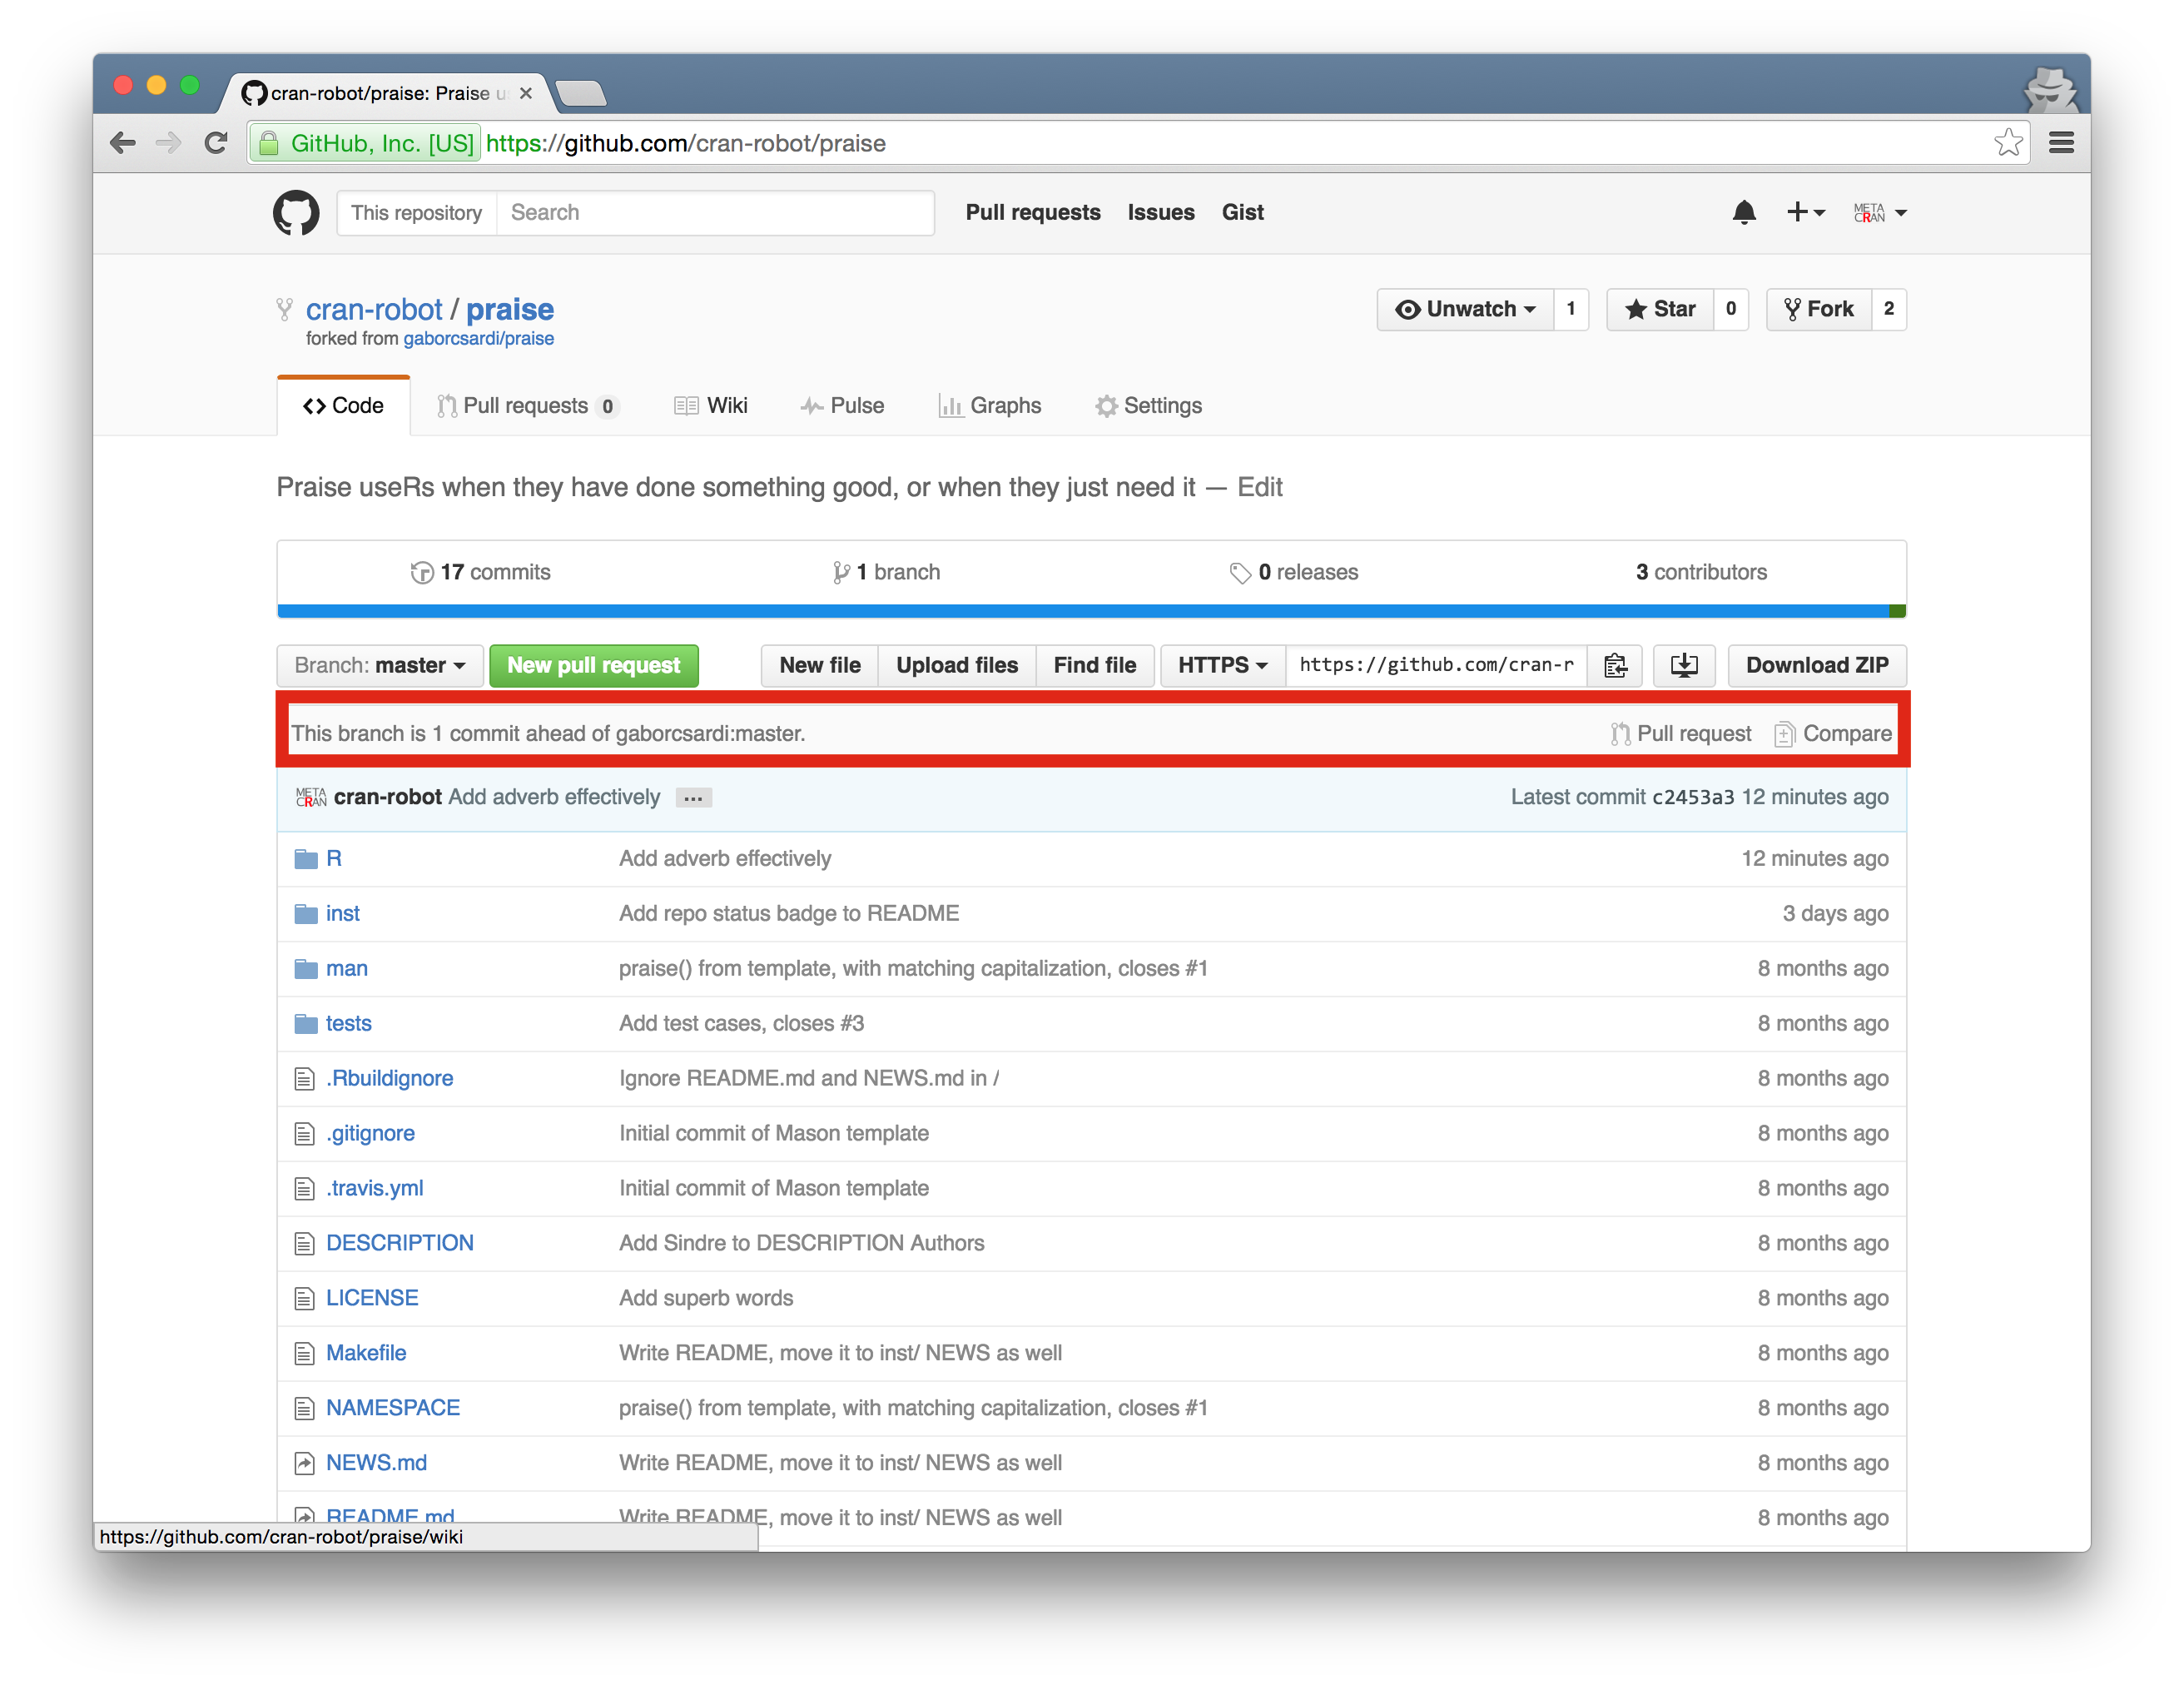 cran-robot/praise: Praise us
GitHub, Inc. [US] https://github.com/cran-robot/praise
This repository Search Pull requests Issues Gist META CRAN
cran-robot / praise Unwatch 1 Star 0 Fork 2
forked from gaborcsardi/praise
Code Pull requests 0 Wiki Pulse Graphs Settings
Praise useRs when they have done something good, or when they just need it — Edit
17 commits 1 branch 0 releases 3 contributors
Branch: master New pull request New file Upload files Find file HTTPS https://github.com/cran-r Download ZIP
This branch is 1 commit ahead of gaborcsardi:master. Pull request Compare
META CRAN cran-robot Add adverb effectively ... Latest commit c2453a3 12 minutes ago
R Add adverb effectively 12 minutes ago
inst Add repo status badge to README 3 days ago
man praise() from template, with matching capitalization, closes #1 8 months ago
tests Add test cases, closes #3 8 months ago
.Rbuildignore Ignore README.md and NEWS.md in / 8 months ago
.gitignore Initial commit of Mason template 8 months ago
.travis.yml Initial commit of Mason template 8 months ago
DESCRIPTION Add Sindre to DESCRIPTION Authors 8 months ago
LICENSE Add superb words 8 months ago
Makefile Write README, move it to inst/ NEWS as well 8 months ago
NAMESPACE praise() from template, with matching capitalization, closes #1 8 months ago
NEWS.md Write README, move it to inst/ NEWS as well 8 months ago
README.md Write README, move it to inst/ NEWS as well 8 months ago
https://github.com/cran-robot/praise/wiki